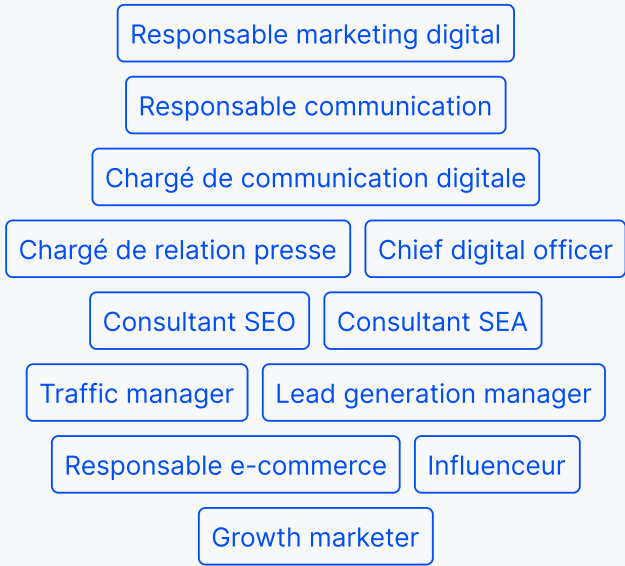 Responsable marketing digital
Responsable communication
Chargé de communication digitale
Chargé de relation presse Chief digital officer
Consultant SEO Consultant SEA
Traffic manager Lead generation manager
Responsable e-commerce Influenceur
Growth marketer